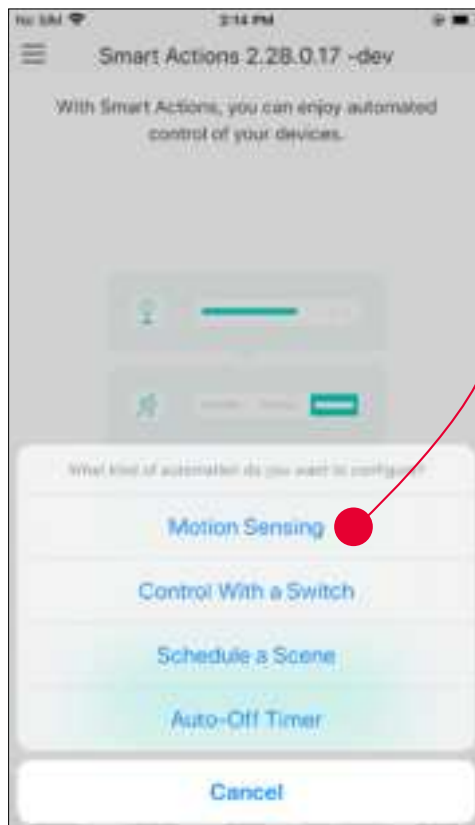 No SIM 2:14 PM
Smart Actions 2.28.0.17 -dev
With Smart Actions, you can enjoy automated
control of your devices.
What kind of automation do you want to configure?
Motion Sensing
Control With a Switch
Schedule a Scene
Auto-Off Timer
Cancel